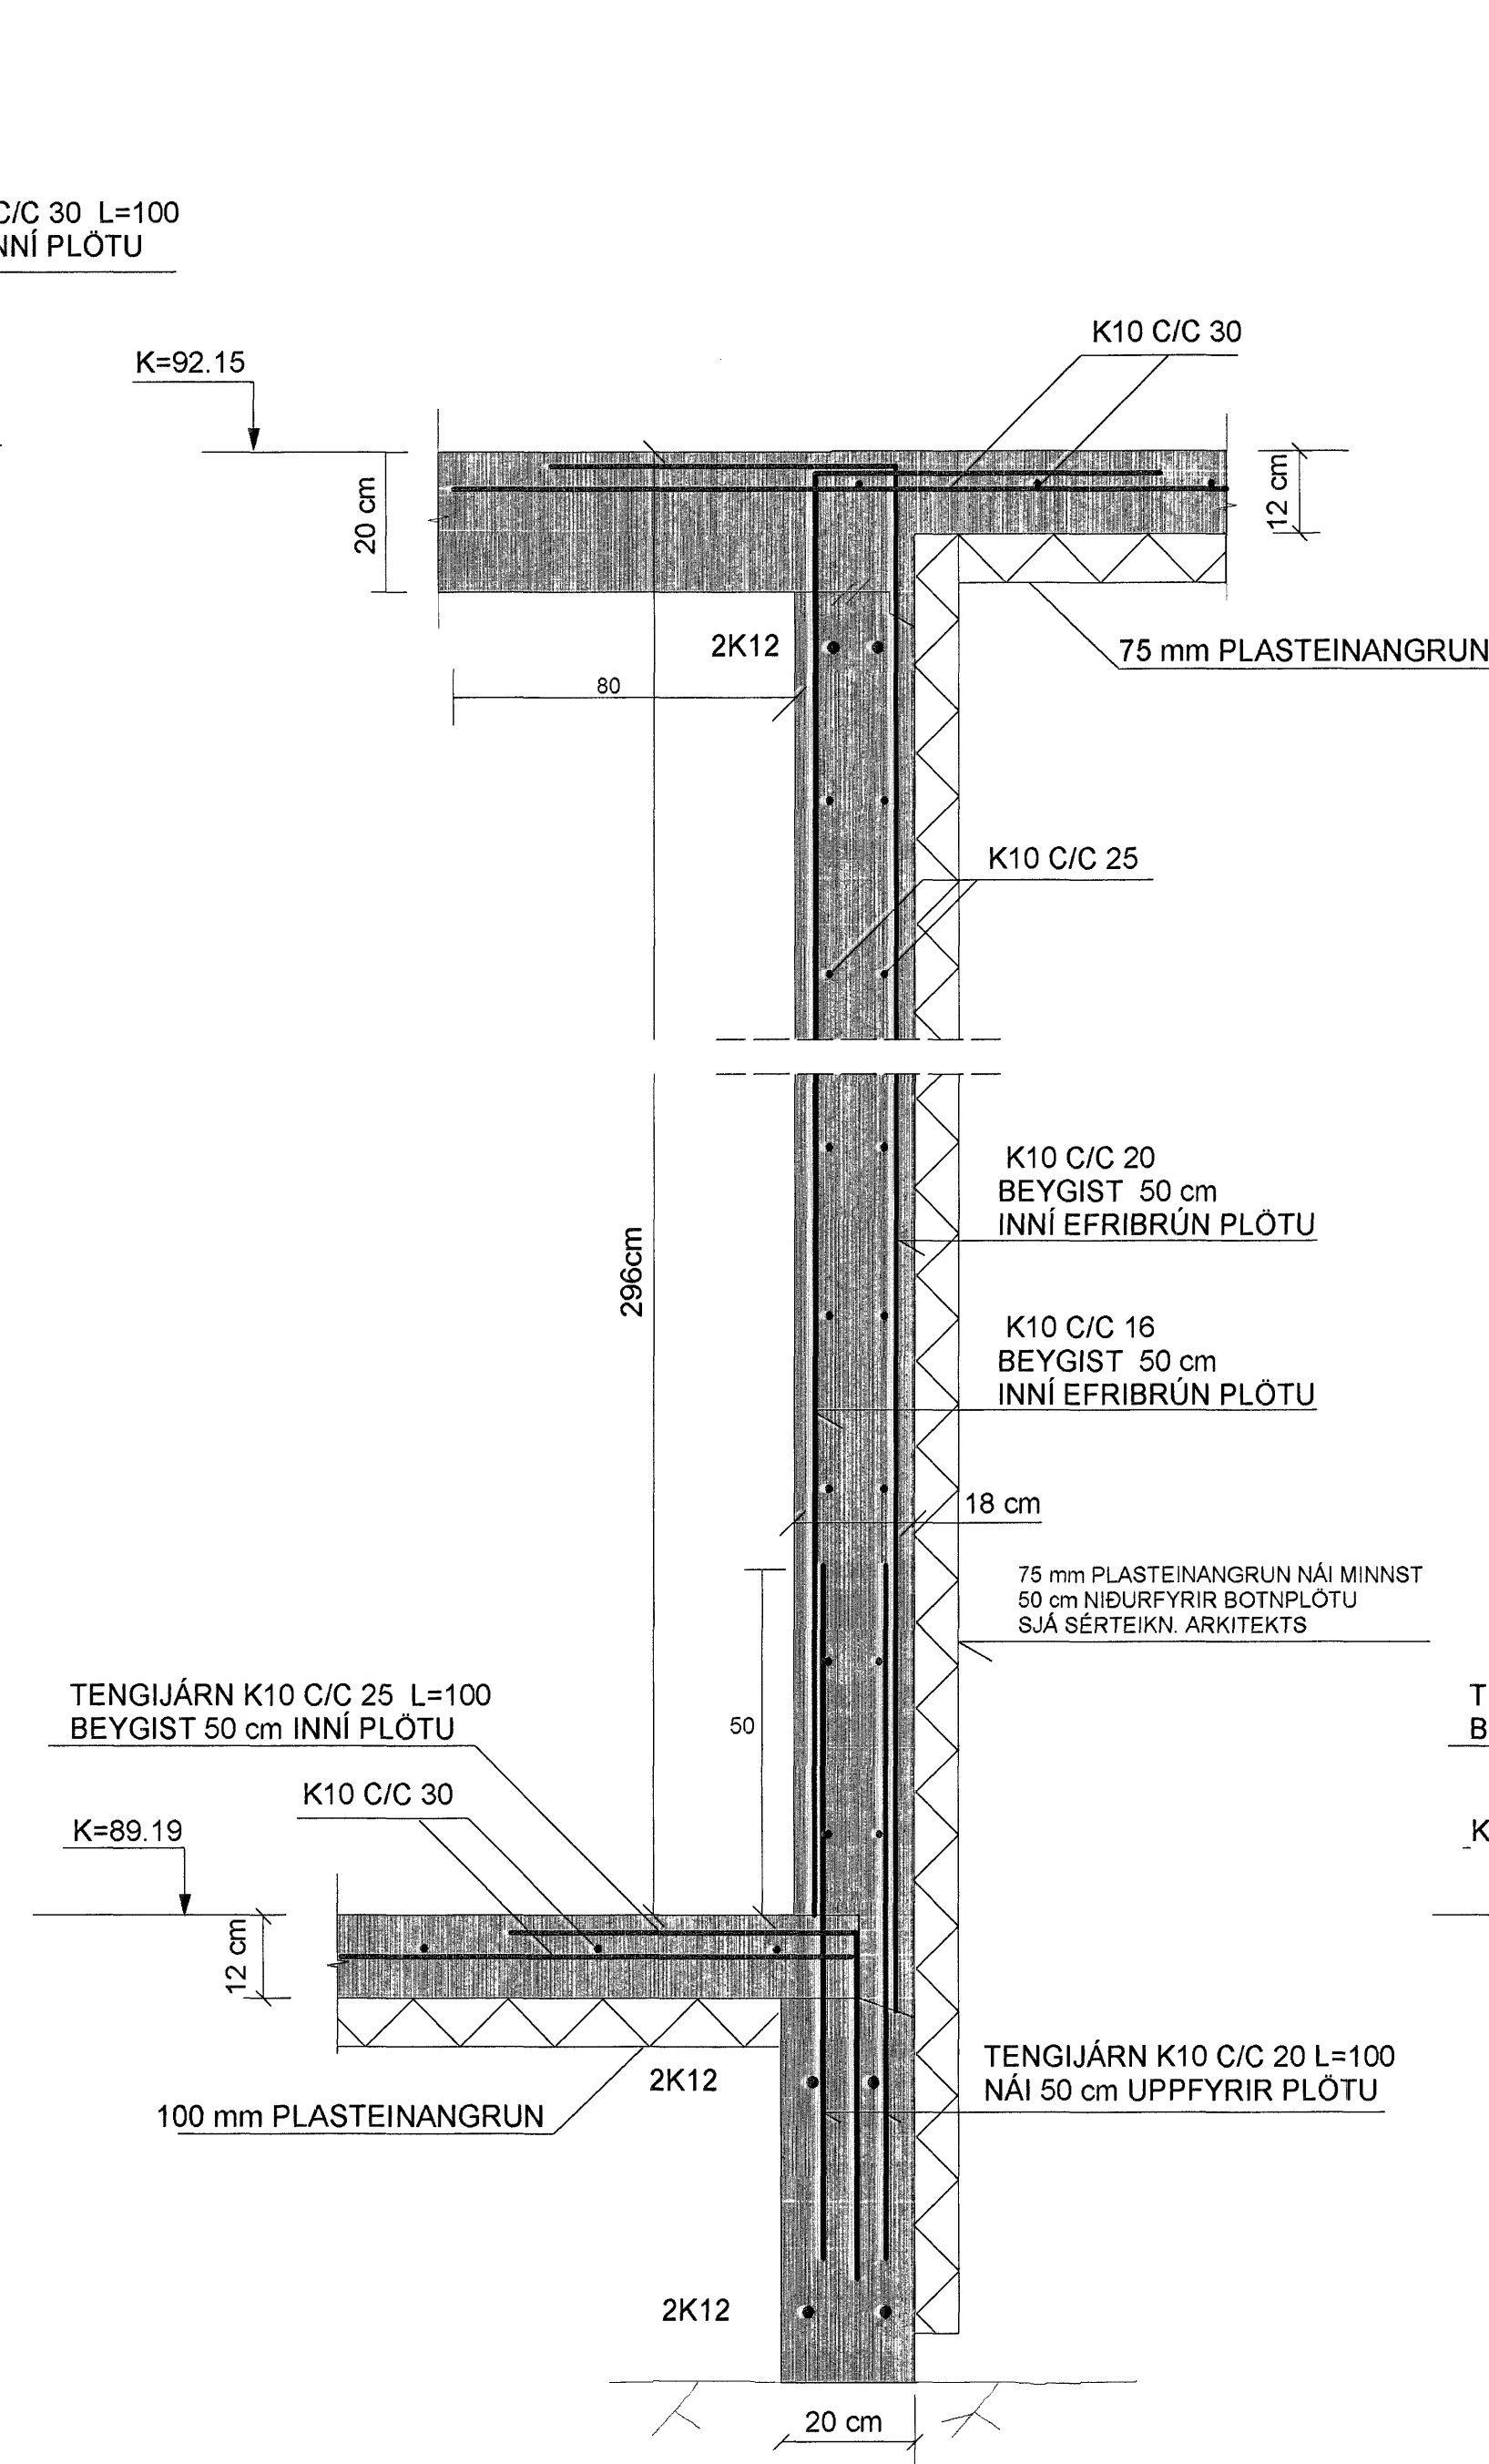 C/C 30 L=100
NNÍ PLÖTU
K10 C/C 30
K=92.15
20 cm
12 cm
2K12
75 mm PLASTEINANGRUN
80
K10 C/C 25
K10 C/C 20
BEYGIST 50 cm
INNÍ EFRIBRÚN PLÖTU
296cm
K10 C/C 16
BEYGIST 50 cm
INNÍ EFRIBRÚN PLÖTU
18 cm
75 mm PLASTEINANGRUN NÁI MINNST
50 cm NIÐURFYRIR BOTNPLÖTU
SJÁ SÉRTEIKN. ARKITEKTS
TENGIJÁRN K10 C/C 25 L=100
BEYGIST 50 cm INNÍ PLÖTU
50
T
B
K10 C/C 30
K=89.19
K
12 cm
TENGIJÁRN K10 C/C 20 L=100
NÁI 50 cm UPPFYRIR PLÖTU
2K12
100 mm PLASTEINANGRUN
2K12
20 cm